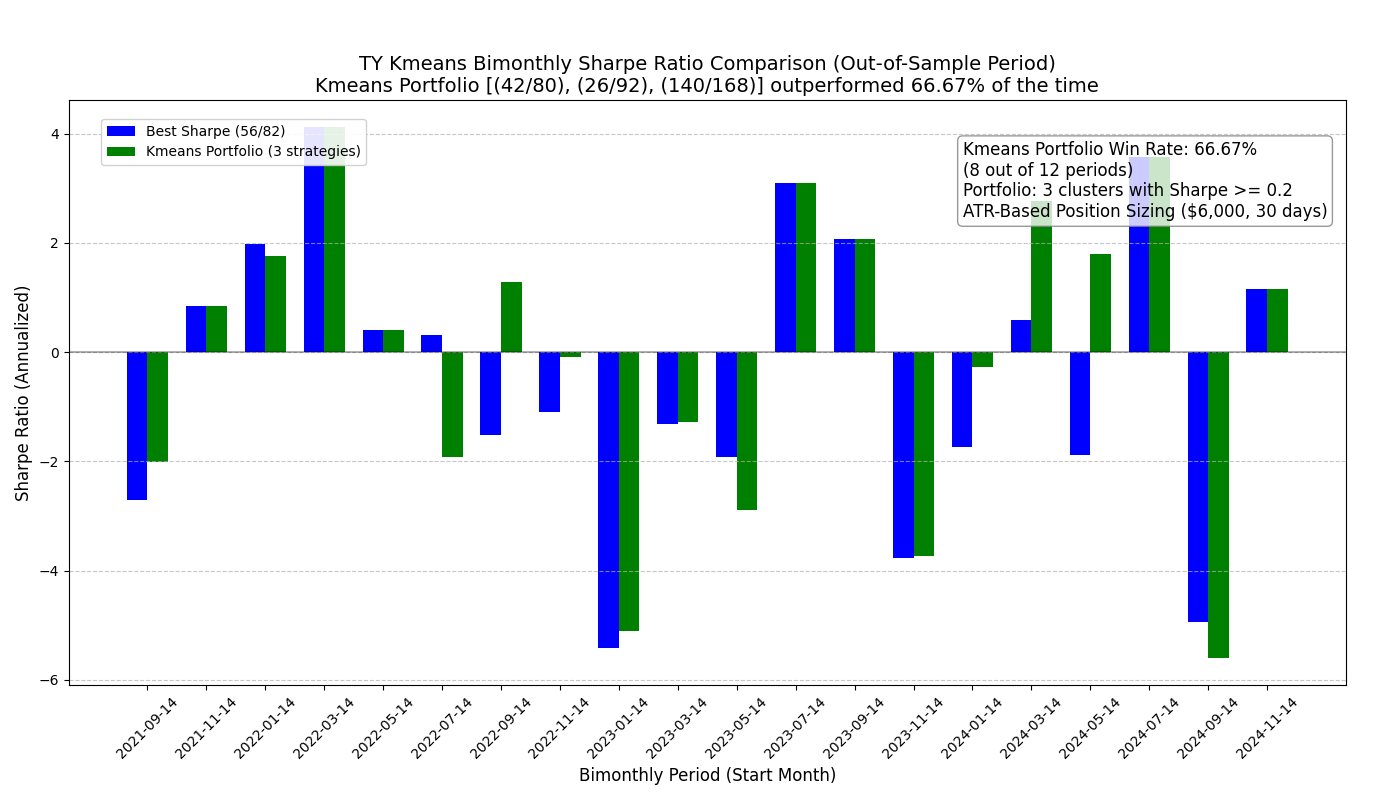 TY Kmeans Bimonthly Sharpe Ratio Comparison (Out-of-Sample Period)
Kmeans Portfolio [(42/80), (26/92), (140/168)] outperformed 66.67% of the time
Best Sharpe (56/82)
Kmeans Portfolio (3 strategies)
Kmeans Portfolio Win Rate: 66.67%
(8 out of 12 periods)
Portfolio: 3 clusters with Sharpe >= 0.2
ATR-Based Position Sizing ($6,000, 30 days)
Sharpe Ratio (Annualized)
4
2
0
−2
−4
−6
2021-09-14
2021-11-14
2022-01-14
2022-03-14
2022-05-14
2022-07-14
2022-09-14
2022-11-14
2023-01-14
2023-03-14
2023-05-14
2023-07-14
2023-09-14
2023-11-14
2024-01-14
2024-03-14
2024-05-14
2024-07-14
2024-09-14
2024-11-14
Bimonthly Period (Start Month)